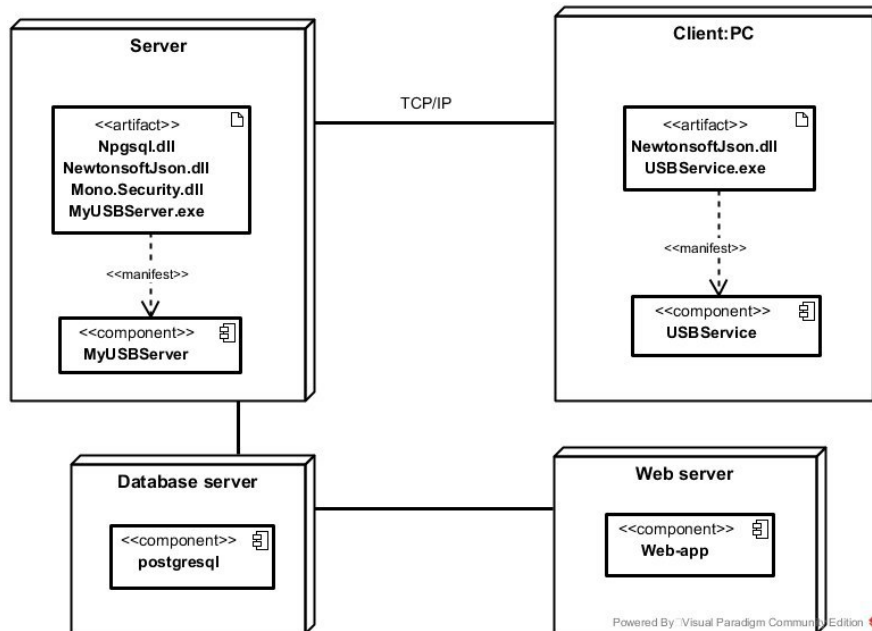 Server
<<artifact>>
Npgsql.dll
NewtonsoftJson.dll
Mono.Security.dll
MyUSBServer.exe
<<manifest>>
<<component>>
MyUSBServer
TCP/IP
Client:PC
<<artifact>>
NewtonsoftJson.dll
USBService.exe
<<manifest>>
<<component>>
USBService
Database server
<<component>>
postgresql
Web server
<<component>>
Web-app
Powered By Visual Paradigm Community Edition